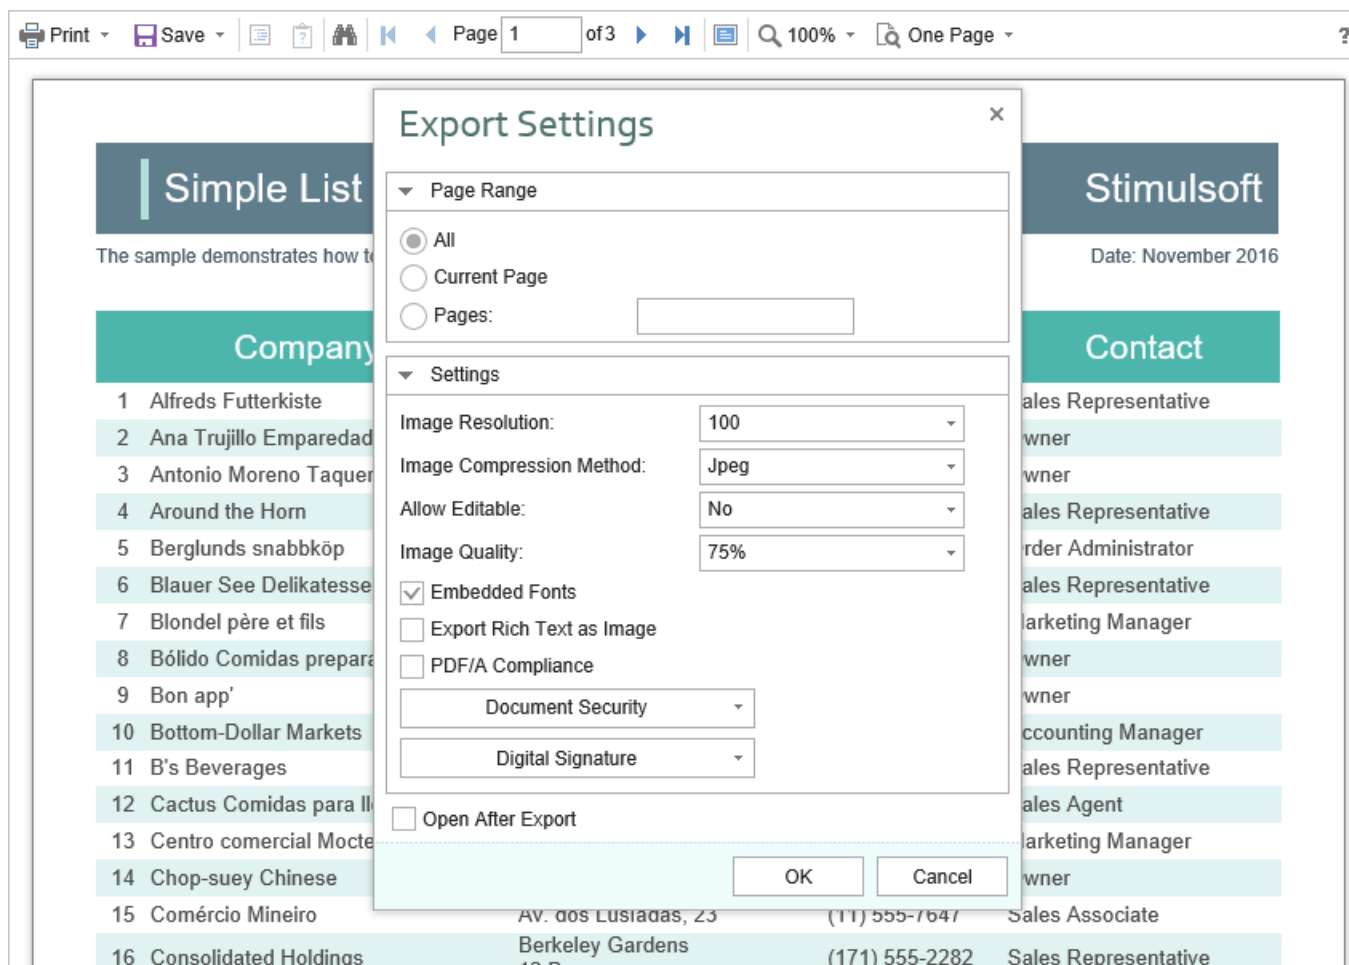 Print Save Page 1 of 3 100% One Page ?
Export Settings
Simple List Stimulsoft
Page Range
The sample demonstrates how Date: November 2016
All
Current Page
Pages:
Company Contact
Settings
1 Alfreds Futterkiste ales Representative
Image Resolution: 100
2 Ana Trujillo Emparedad wner
Image Compression Method: Jpeg
3 Antonio Moreno Taquer wner
Allow Editable: No
4 Around the Horn ales Representative
Image Quality: 75%
5 Berglunds snabbköp rder Administrator
6 Blauer See Delikatesse ales Representative
Embedded Fonts
7 Blondel père et fils arketing Manager
Export Rich Text as Image
8 Bólido Comidas prepara wner
PDF/A Compliance
9 Bon app' wner
Document Security
10 Bottom-Dollar Markets ccounting Manager
Digital Signature
11 B's Beverages ales Representative
12 Cactus Comidas para ll ales Agent
Open After Export
13 Centro comercial Mocte arketing Manager
OK Cancel
14 Chop-suey Chinese wner
15 Comércio Mineiro Av. dos Lusíadas, 23 (11) 555-7647 Sales Associate
16 Consolidated Holdings Berkeley Gardens (171) 555-2282 Sales Representative